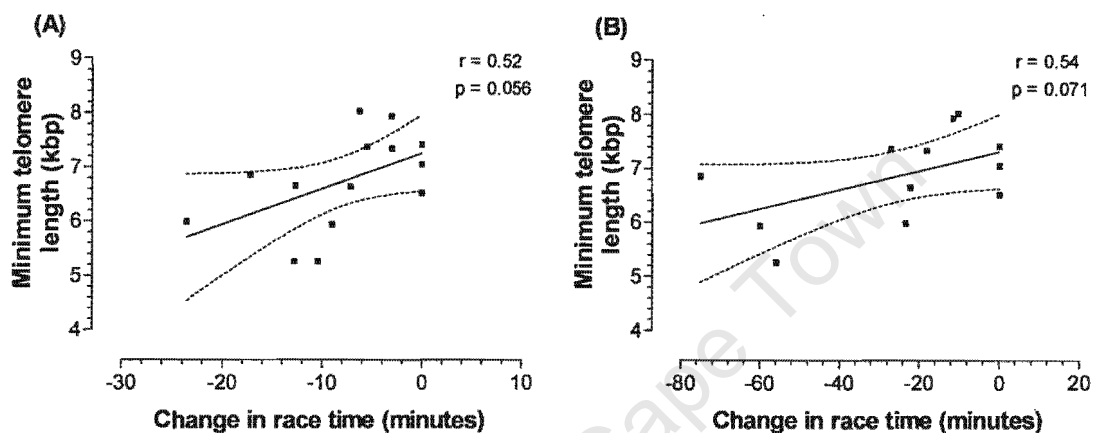 (A)
r = 0.52
p = 0.056
Minimum telomere
length (kbp)
9
8
7
6
5
4
-30 -20 -10 0 10
Change in race time (minutes)
(B)
r = 0.54
p = 0.071
Minimum telomere
length (kbp)
9
8
7
6
5
4
-80 -60 -40 -20 0 20
Change in race time (minutes)
Cape Town